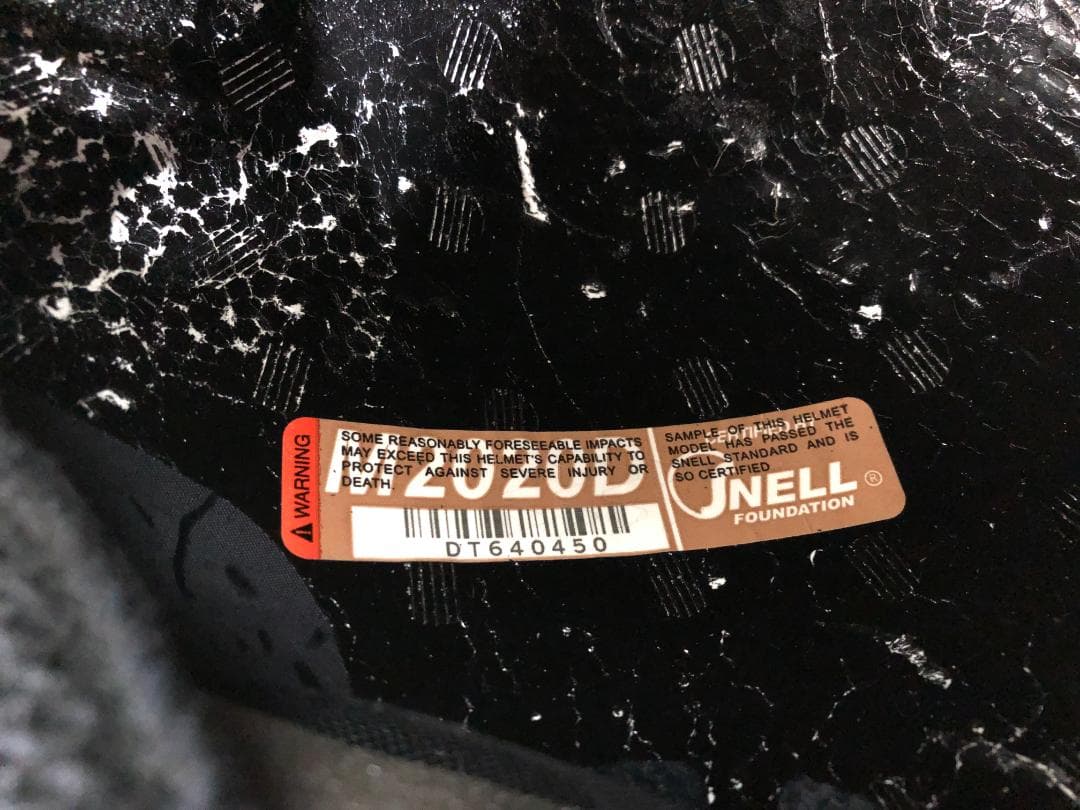 WARNING
SOME REASONABLY FORESEEABLE IMPACTS
MAY EXCEED THIS HELMET'S CAPABILITY TO
PROTECT AGAINST SEVERE INJURY OR
DEATH.
M2020D
DT640450
CERTIFIED BY
SAMPLE OF THIS HELMET
MODEL HAS PASSED THE
SNELL STANDARD AND IS
SO CERTIFIED
SNELL®
FOUNDATION